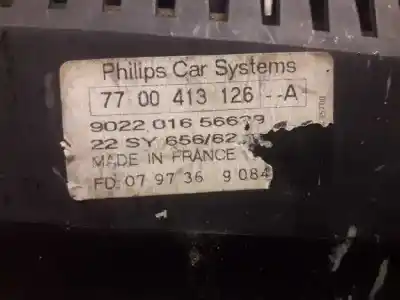 Philips Car Systems
77 00 413 126 --A
9022 016 56629
22 SY 656/62
MADE IN FRANCE
FD 07 97 36 9 084